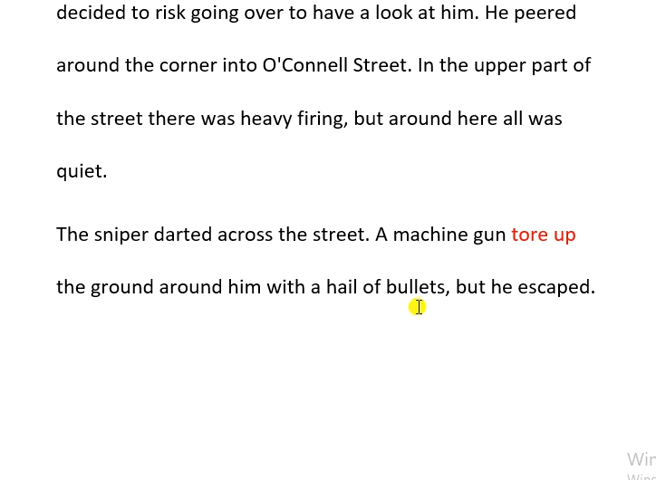 decided to risk going over to have a look at him. He peered
around the corner into O'Connell Street. In the upper part of
the street there was heavy firing, but around here all was
quiet.
The sniper darted across the street. A machine gun tore up
the ground around him with a hail of bullets, but he escaped.